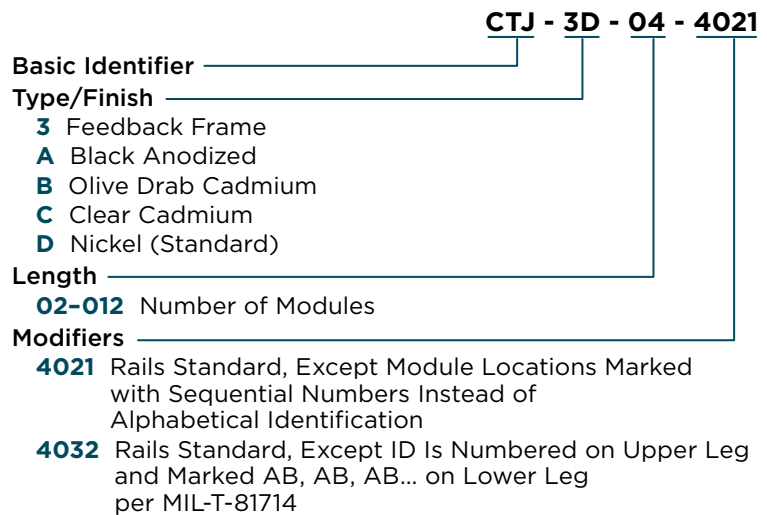 CTJ - 3D - 04 - 4021
Basic Identifier
Type/Finish
3 Feedback Frame
A Black Anodized
B Olive Drab Cadmium
C Clear Cadmium
D Nickel (Standard)
Length
02–012 Number of Modules
Modifiers
4021 Rails Standard, Except Module Locations Marked
with Sequential Numbers Instead of
Alphabetical Identification
4032 Rails Standard, Except ID Is Numbered on Upper Leg
and Marked AB, AB, AB... on Lower Leg
per MIL-T-81714